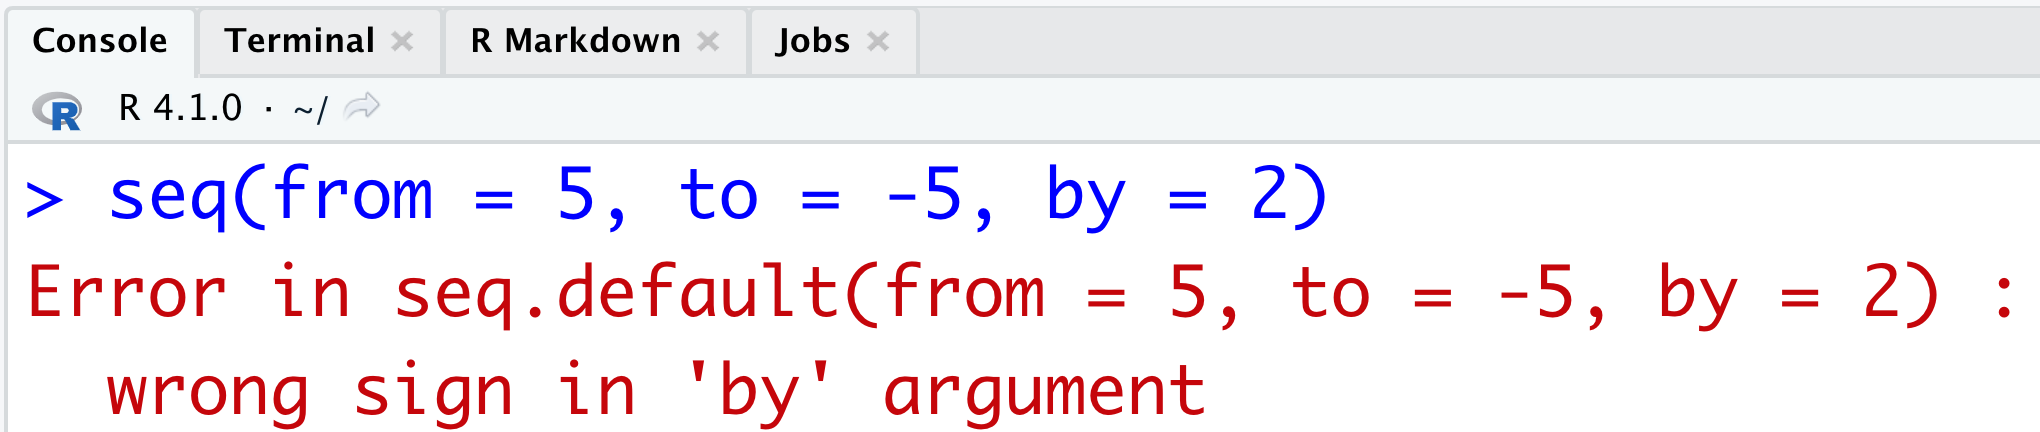 Console Terminal R Markdown Jobs
R R 4.1.0 · ~/
> seq(from = 5, to = -5, by = 2)
Error in seq.default(from = 5, to = -5, by = 2) :
  wrong sign in 'by' argument